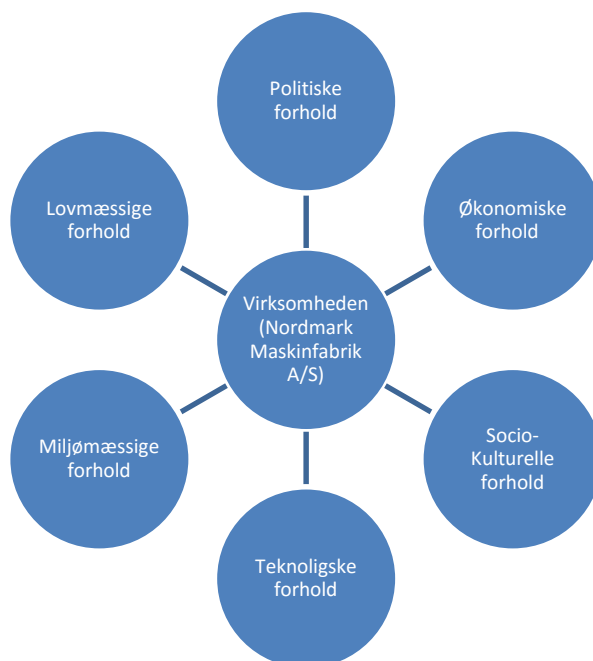 Politiske
forhold
Lovmæssige
forhold
Økonomiske
forhold
Virksomheden
(Nordmark
Maskinfabrik
A/S)
Miljømæssige
forhold
Socio-
Kulturelle
forhold
Teknoligske
forhold